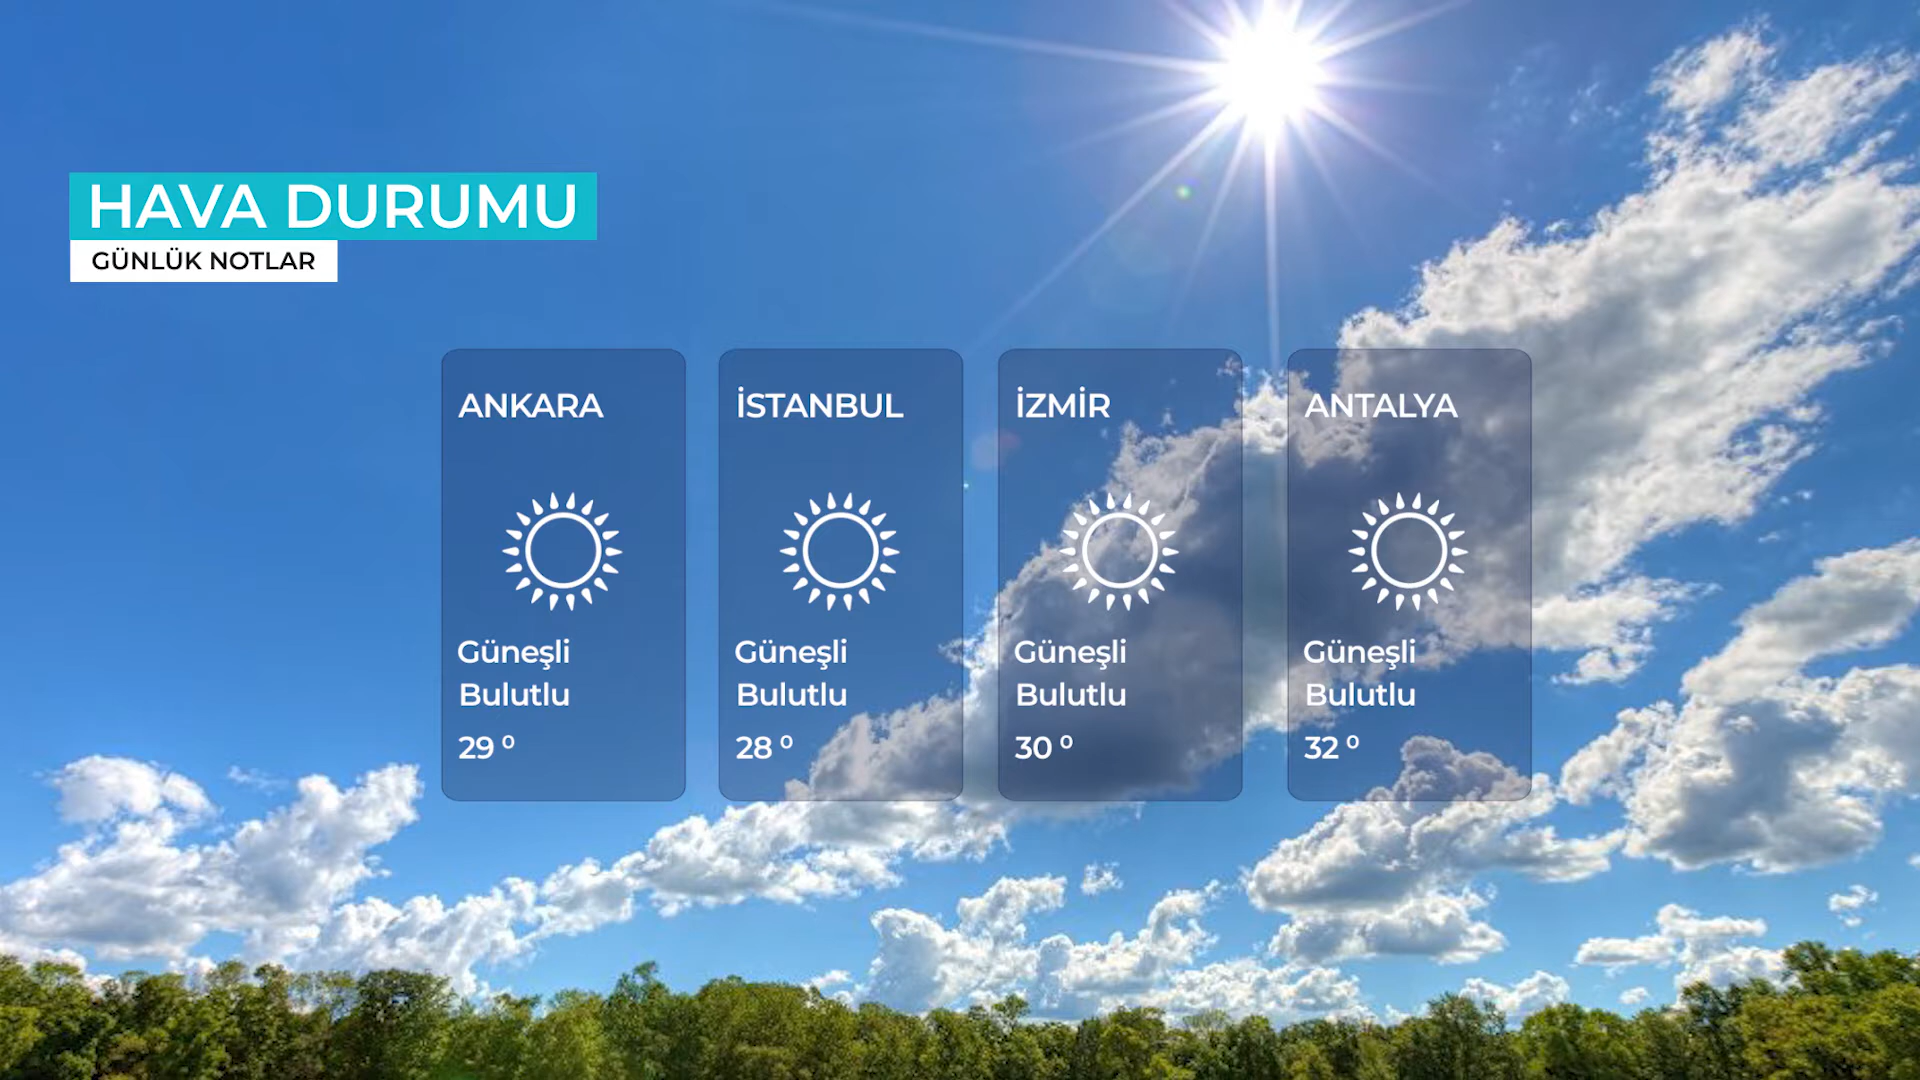 HAVA DURUMU
GÜNLÜK NOTLAR
ANKARA
Güneşli
Bulutlu
29 º
İSTANBUL
Güneşli
Bulutlu
28 º
İZMİR
Güneşli
Bulutlu
30 º
ANTALYA
Güneşli
Bulutlu
32 º